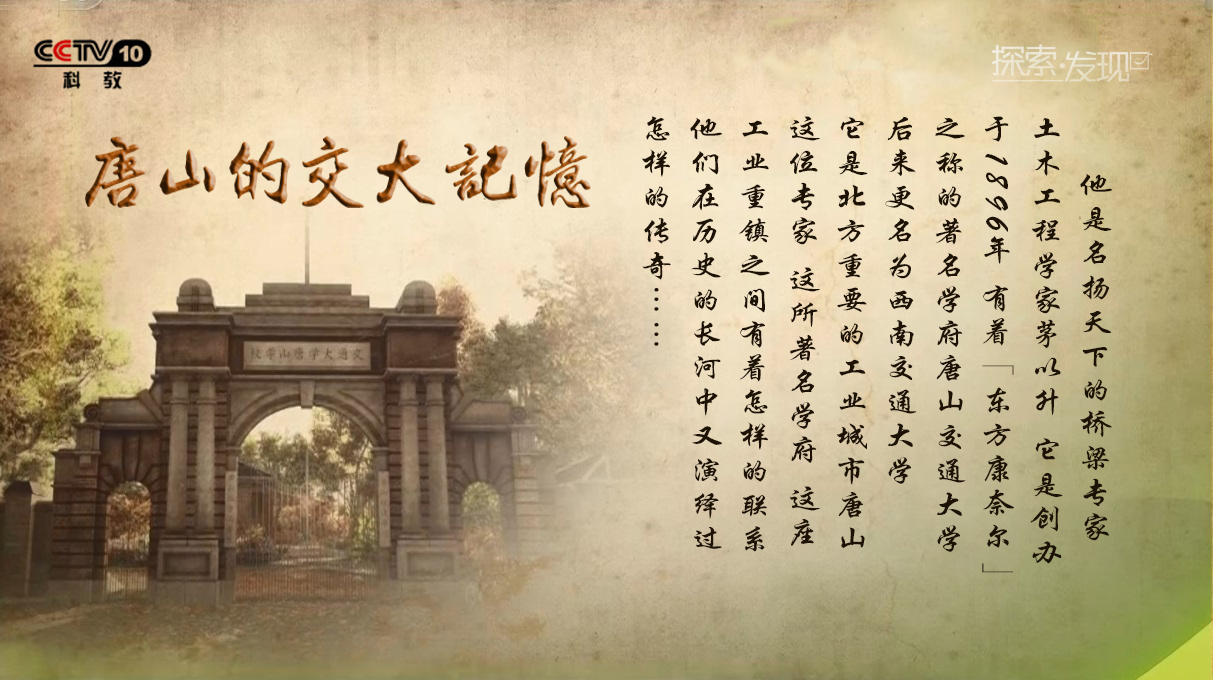 CCTV 10
科教
探索·发现
唐山的交大記憶
他是名扬天下的桥梁专家
土木工程学家茅以升 它是创办
于1896年 有着「东方康奈尔」
之称的著名学府唐山交通大学
后来更名为西南交通大学
它是北方重要的工业城市唐山
这位专家 这所著名学府 这座
工业重镇之间有着怎样的联系
他们在历史的长河中又演绎过
怎样的传奇……
校学山唐学大通交